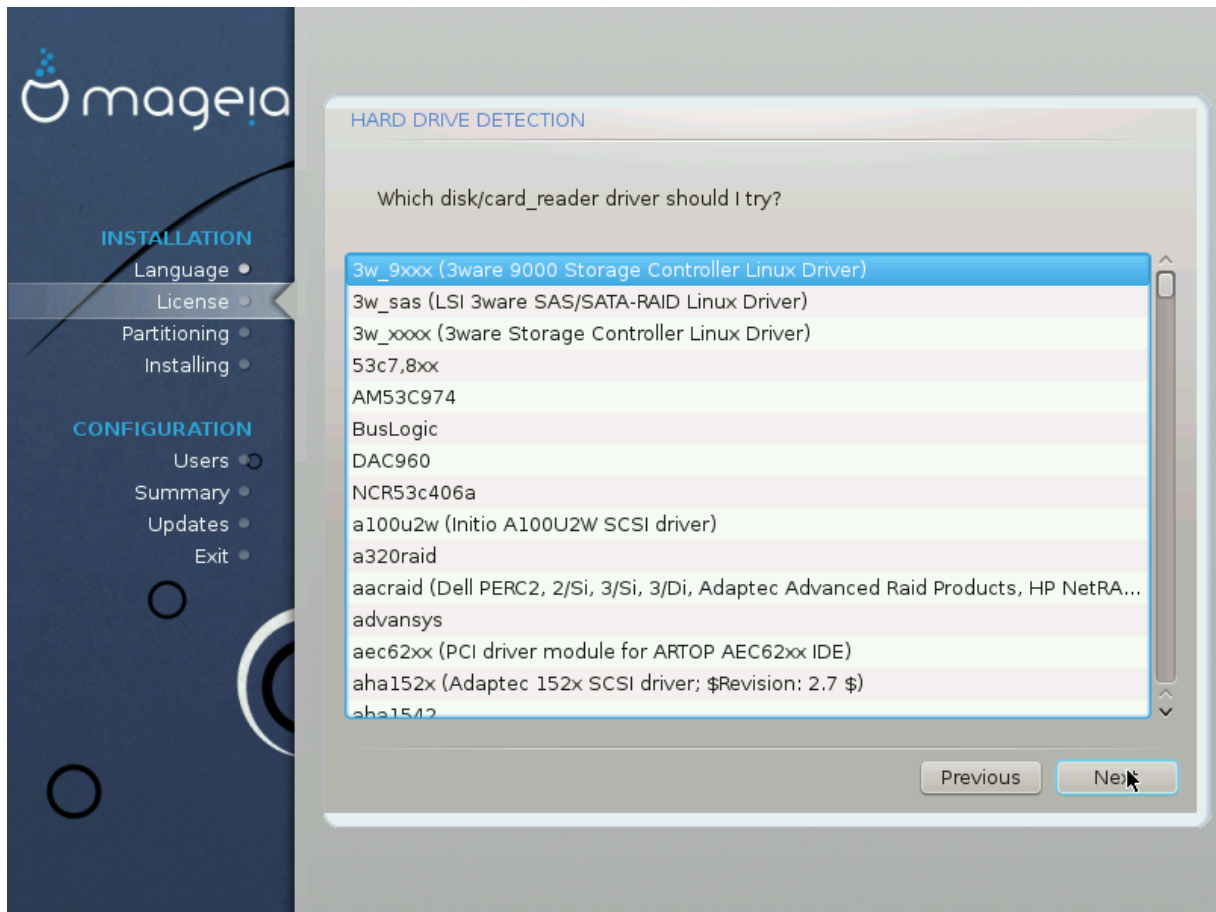 mageia
INSTALLATION
Language
License
Partitioning
Installing
CONFIGURATION
Users
Summary
Updates
Exit
HARD DRIVE DETECTION
Which disk/card_reader driver should I try?
3w_9xxx (3ware 9000 Storage Controller Linux Driver)
3w_sas (LSI 3ware SAS/SATA-RAID Linux Driver)
3w_xxxx (3ware Storage Controller Linux Driver)
53c7,8xx
AM53C974
BusLogic
DAC960
NCR53c406a
a100u2w (Initio A100U2W SCSI driver)
a320raid
aacraid (Dell PERC2, 2/Si, 3/Si, 3/Di, Adaptec Advanced Raid Products, HP NetRA...
advansys
aec62xx (PCI driver module for ARTOP AEC62xx IDE)
aha152x (Adaptec 152x SCSI driver; $Revision: 2.7 $)
aha1542
Previous
Next